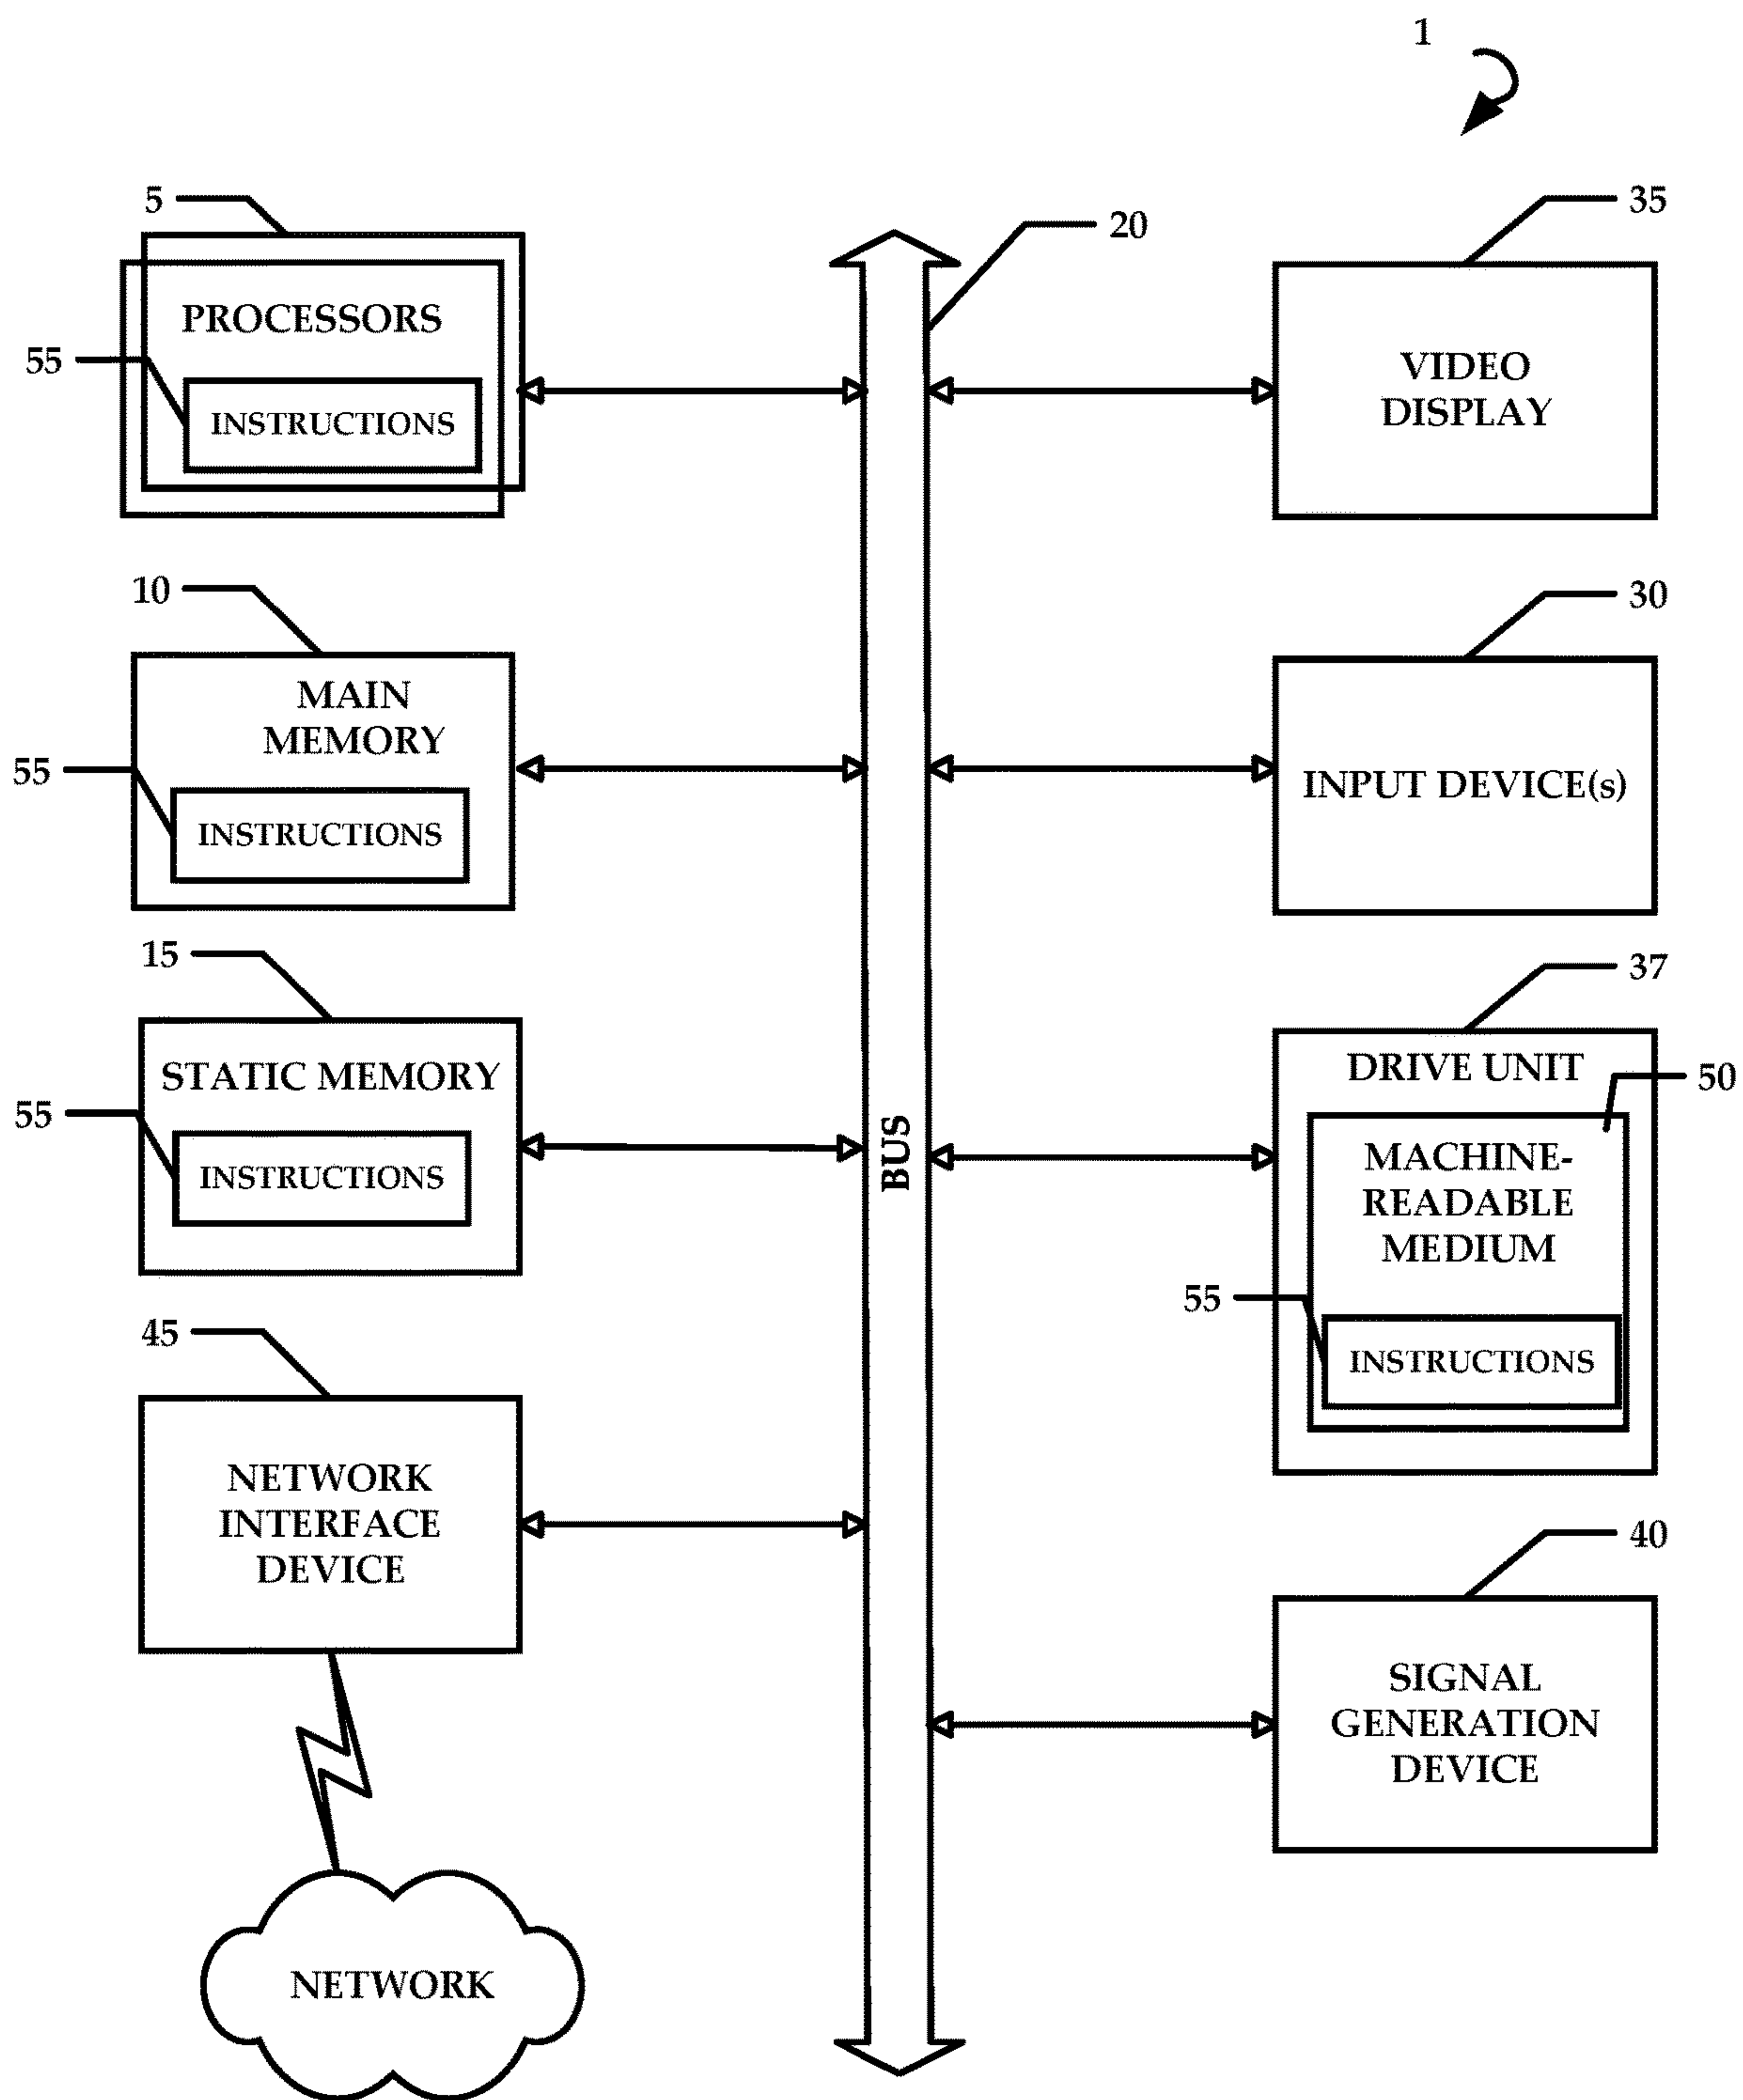 1
5
PROCESSORS
55
INSTRUCTIONS
10
MAIN
MEMORY
55
INSTRUCTIONS
15
STATIC MEMORY
55
INSTRUCTIONS
45
NETWORK
INTERFACE
DEVICE
NETWORK
20
BUS
35
VIDEO
DISPLAY
30
INPUT DEVICE(s)
37
DRIVE UNIT
50
MACHINE-
READABLE
MEDIUM
55
INSTRUCTIONS
40
SIGNAL
GENERATION
DEVICE